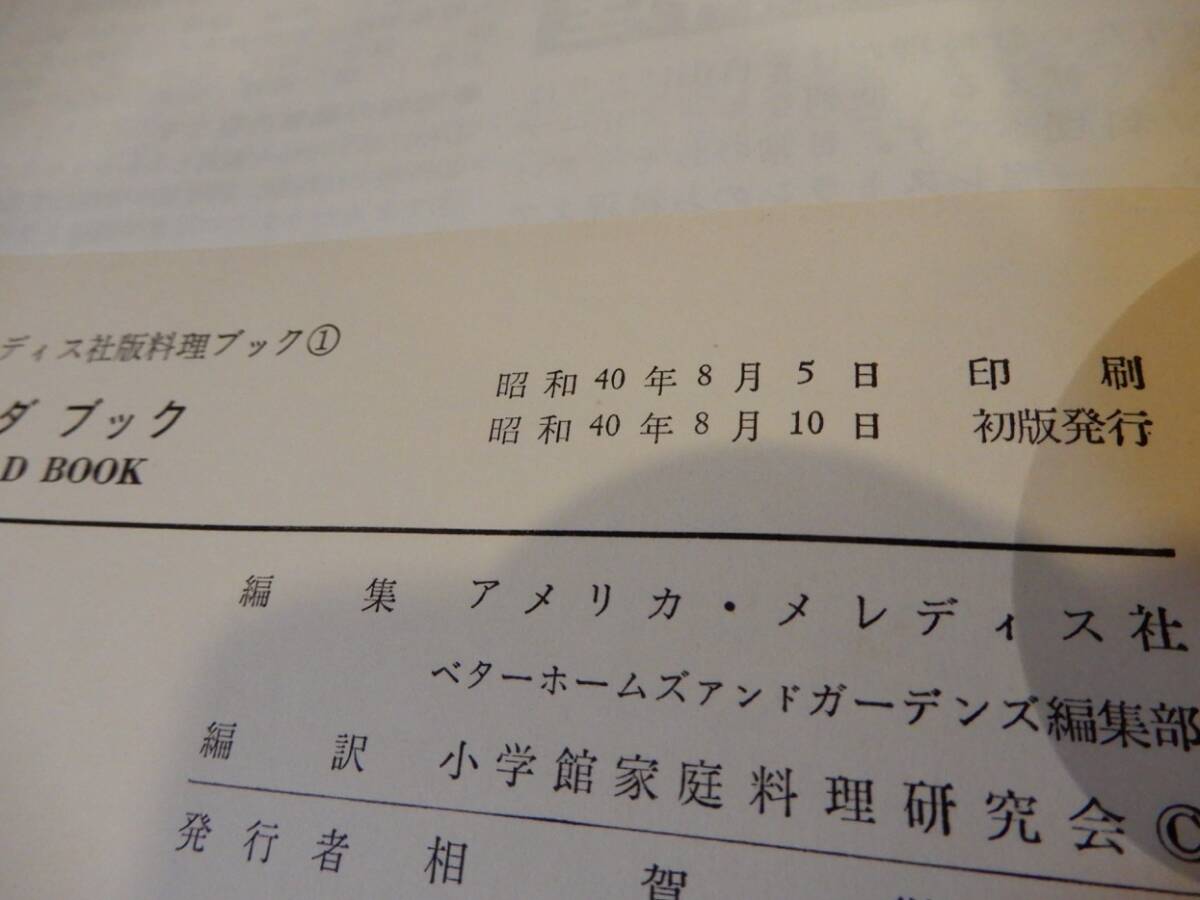 ディス社版料理ブック①
ダ ブック
D BOOK
昭和40年8月5日 印刷
昭和40年8月10日 初版発行
編集 アメリカ・メレディス社
ベターホームズアンドガーデンズ編集部
編訳 小学館家庭料理研究会©
発行者 相賀